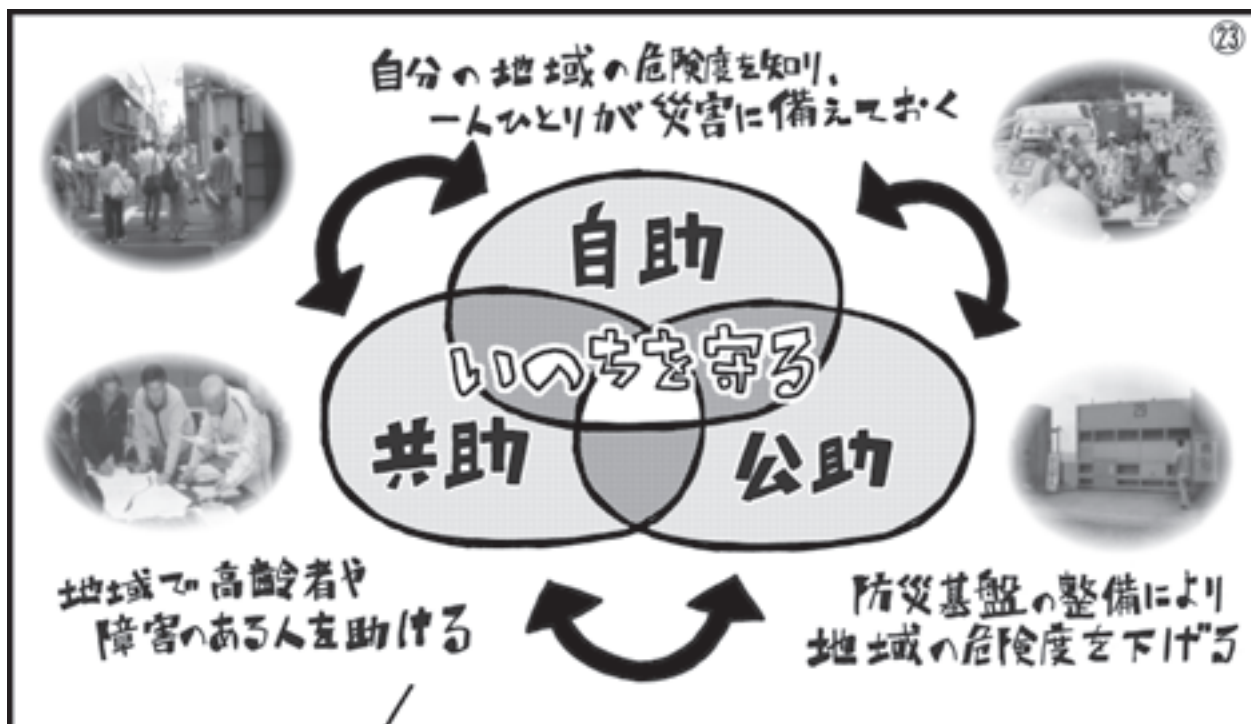 ㉓
自分の地域の危険度を知り、
一人ひとりが災害に備えておく
自助
いのちを守る
共助
公助
地域で高齢者や
障害のある人を助ける
防災基盤の整備により
地域の危険度を下げる